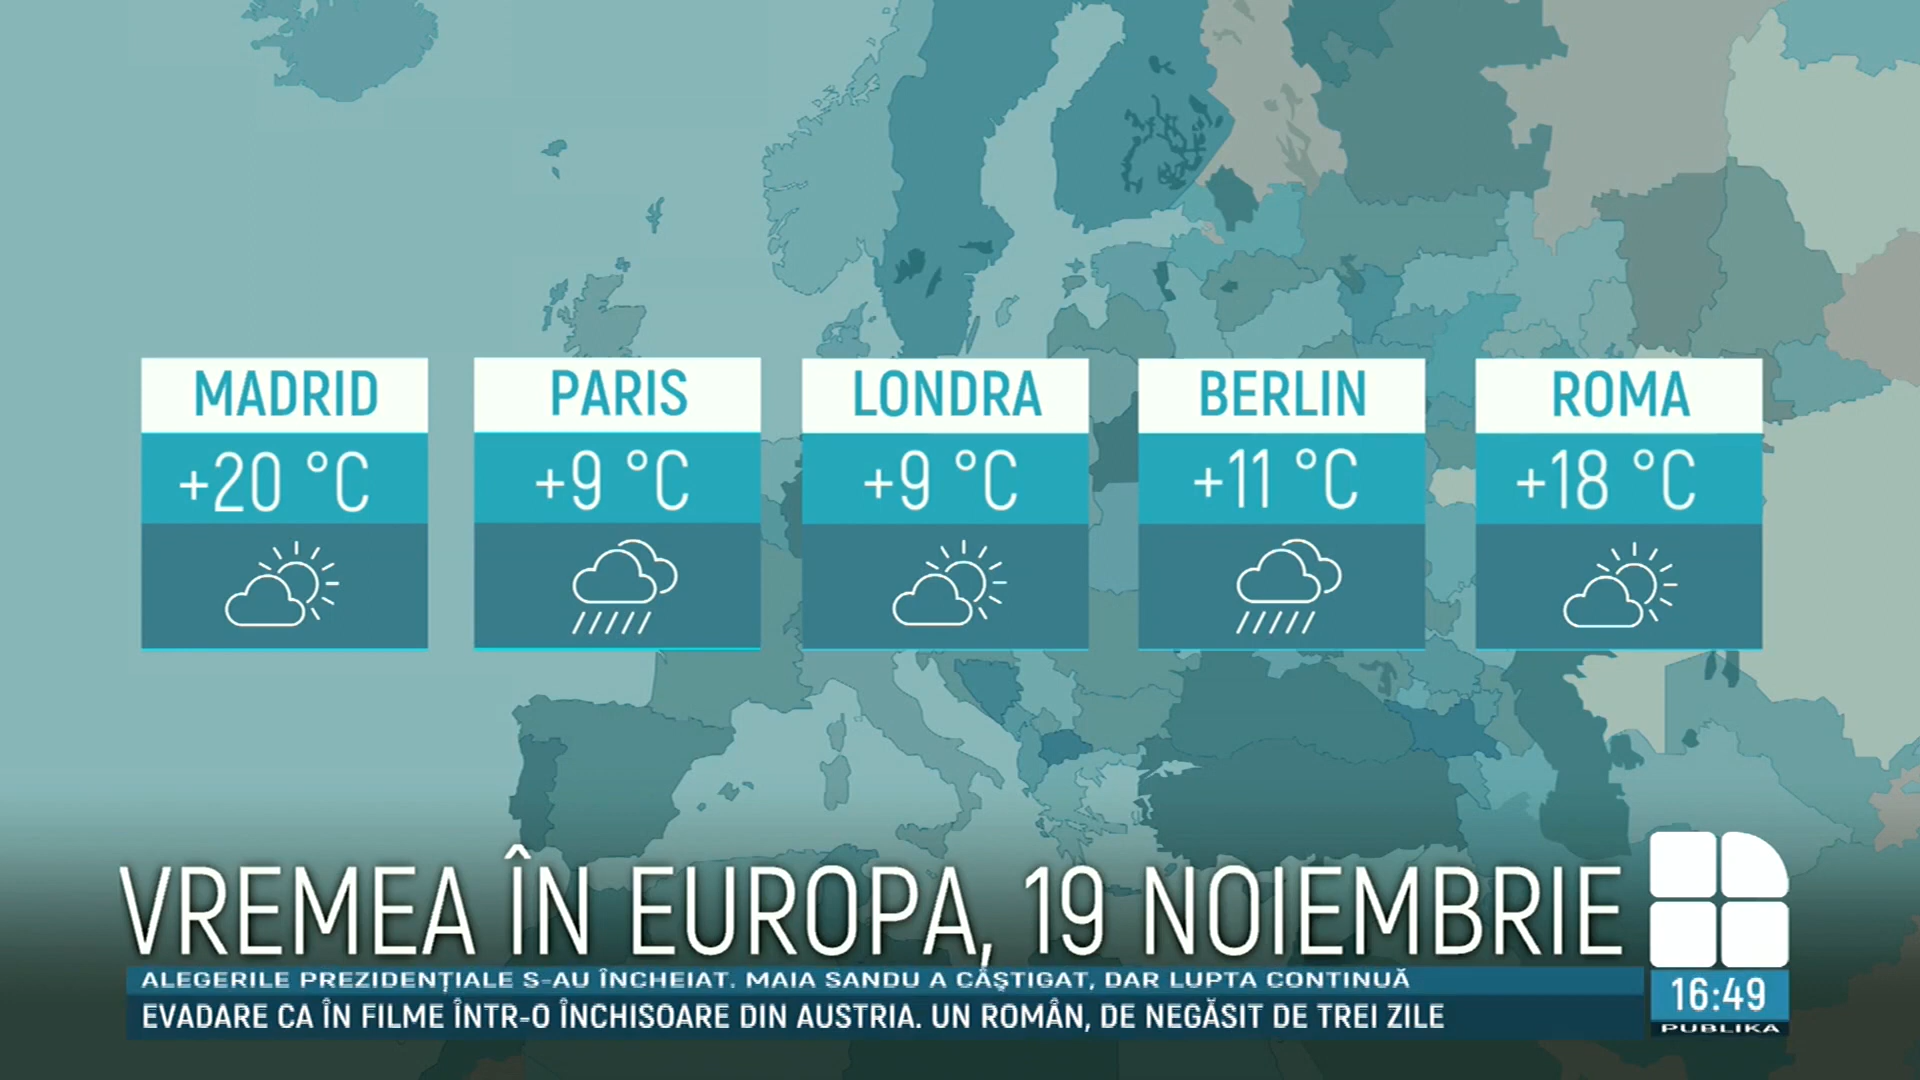 MADRID
+20 °C
PARIS
+9 °C
LONDRA
+9 °C
BERLIN
+11 °C
ROMA
+18 °C
VREMEA ÎN EUROPA, 19 NOIEMBRIE
ALEGERILE PREZIDENȚIALE S-AU ÎNCHEIAT. MAIA SANDU A CÂȘTIGAT, DAR LUPTA CONTINUĂ
EVADARE CA ÎN FILME ÎNTR-O ÎNCHISOARE DIN AUSTRIA. UN ROMÂN, DE NEGĂSIT DE TREI ZILE
16:49
PUBLIKA